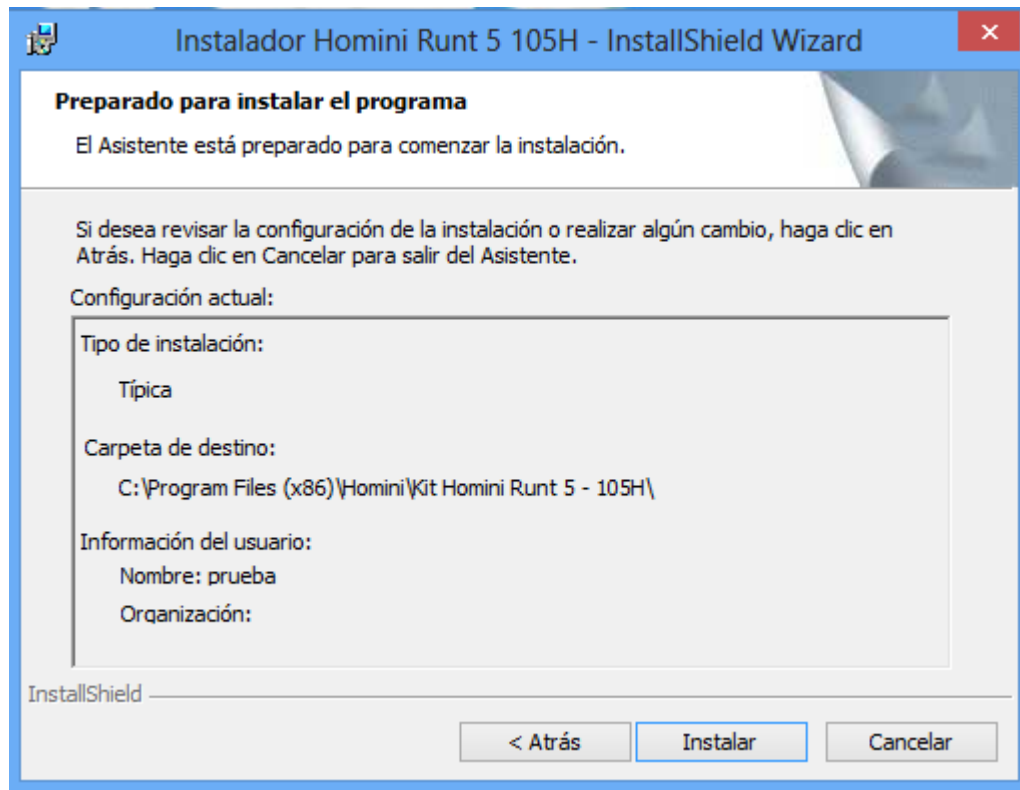 Instalador Homini Runt 5 105H - InstallShield Wizard
Preparado para instalar el programa
El Asistente está preparado para comenzar la instalación.
Si desea revisar la configuración de la instalación o realizar algún cambio, haga clic en
Atrás. Haga clic en Cancelar para salir del Asistente.
Configuración actual:
Tipo de instalación:
Típica
Carpeta de destino:
C:\Program Files (x86)\Homini\Kit Homini Runt 5 - 105H\
Información del usuario:
Nombre: prueba
Organización:
InstallShield
< Atrás
Instalar
Cancelar